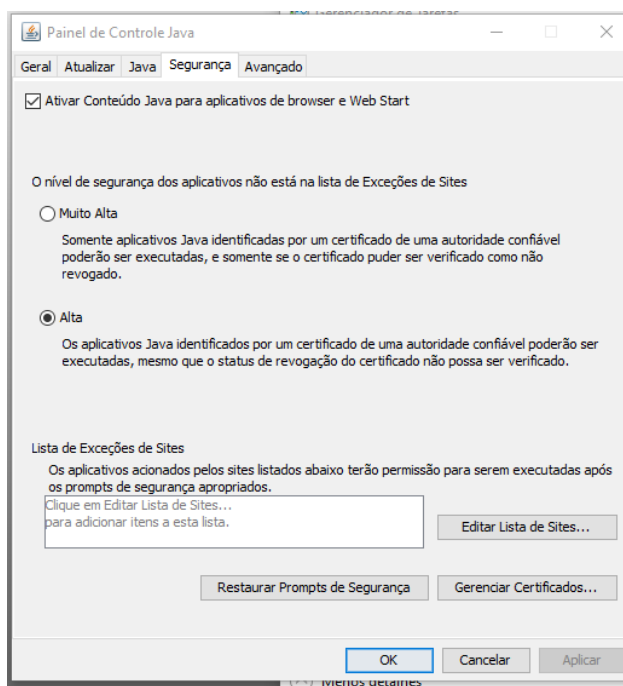 Gerenciador de Tarefas
Painel de Controle Java
Geral Atualizar Java Segurança Avançado
Ativar Conteúdo Java para aplicativos de browser e Web Start
O nível de segurança dos aplicativos não está na lista de Exceções de Sites
Muito Alta
Somente aplicativos Java identificadas por um certificado de uma autoridade confiável
poderão ser executadas, e somente se o certificado puder ser verificado como não
revogado.
Alta
Os aplicativos Java identificados por um certificado de uma autoridade confiável poderão ser
executadas, mesmo que o status de revogação do certificado não possa ser verificado.
Lista de Exceções de Sites
Os aplicativos acionados pelos sites listados abaixo terão permissão para serem executadas após
os prompts de segurança apropriados.
Clique em Editar Lista de Sites...
para adicionar itens a esta lista.
Editar Lista de Sites...
Restaurar Prompts de Segurança Gerenciar Certificados...
OK Cancelar Aplicar
Menos detalhes